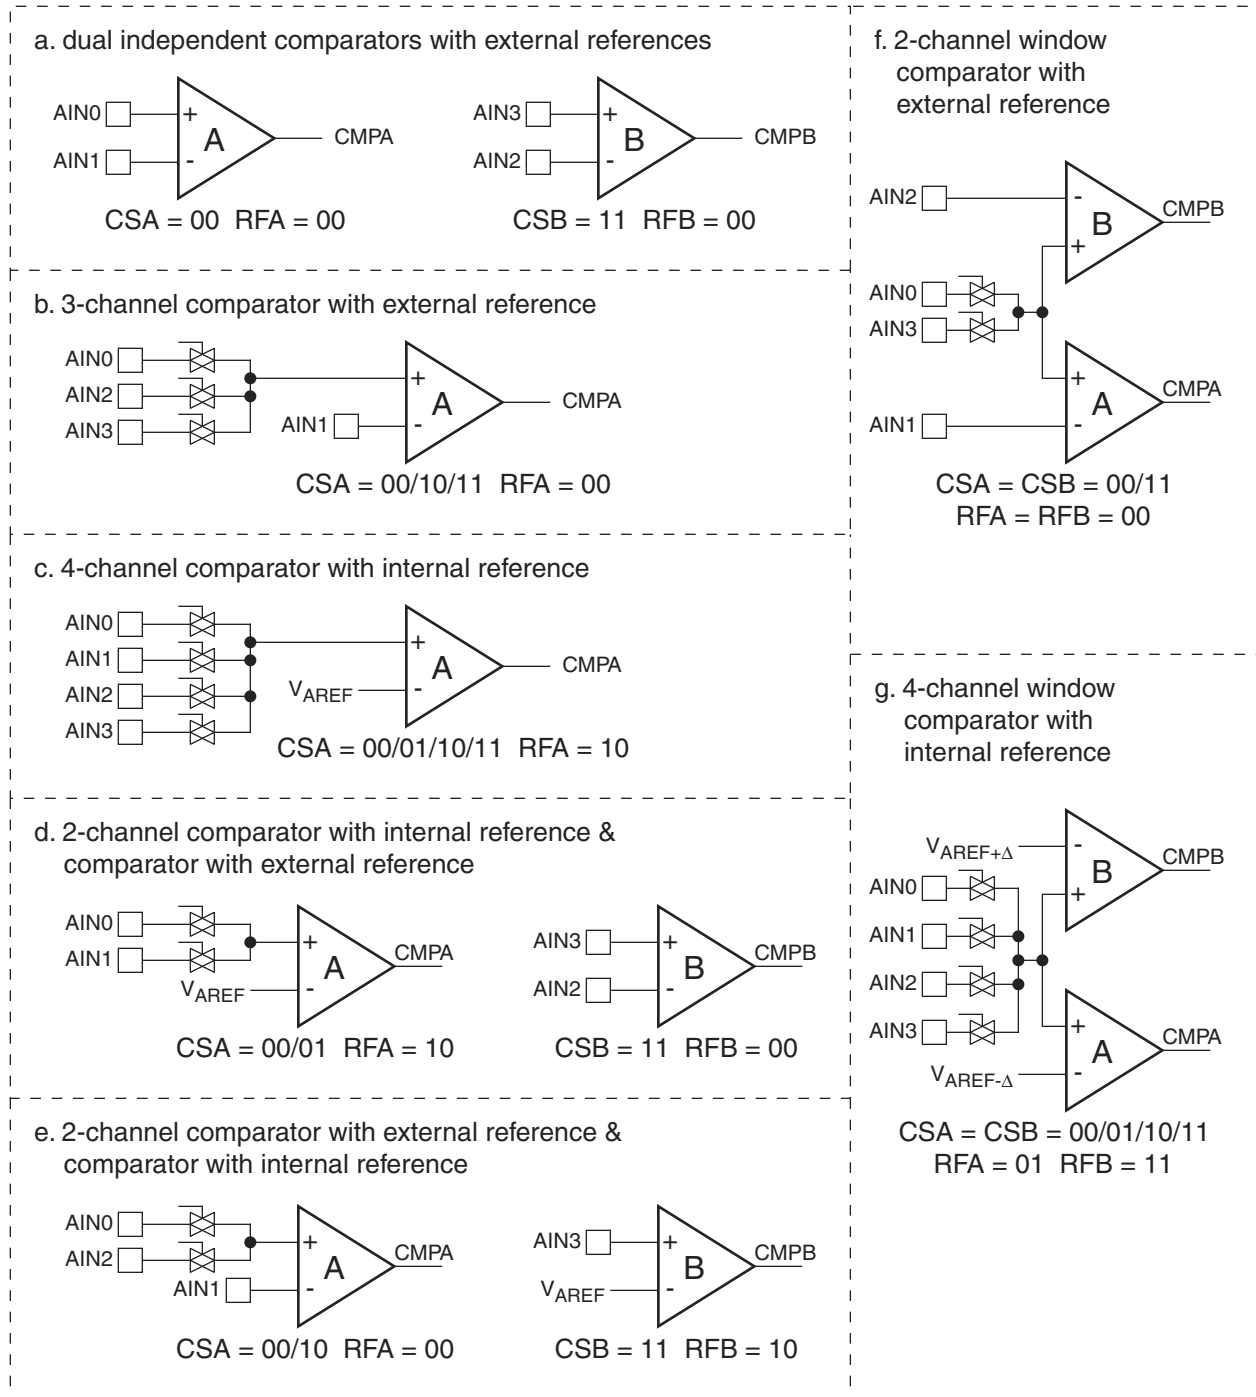 a. dual independent comparators with external references
AIN0
+
A
CMPA
AIN1
-
CSA = 00 RFA = 00
AIN3
+
B
CMPB
AIN2
-
CSB = 11 RFB = 00
b. 3-channel comparator with external reference
AIN0
AIN2
AIN3
+
A
CMPA
AIN1
-
CSA = 00/10/11 RFA = 00
c. 4-channel comparator with internal reference
AIN0
AIN1
AIN2
AIN3
+
A
CMPA
VAREF
-
CSA = 00/01/10/11 RFA = 10
d. 2-channel comparator with internal reference &
comparator with external reference
AIN0
AIN1
+
A
CMPA
VAREF
-
CSA = 00/01 RFA = 10
AIN3
+
B
CMPB
AIN2
-
CSB = 11 RFB = 00
e. 2-channel comparator with external reference &
comparator with internal reference
AIN0
AIN2
+
A
CMPA
AIN1
-
CSA = 00/10 RFA = 00
AIN3
+
B
CMPB
VAREF
-
CSB = 11 RFB = 10
f. 2-channel window
comparator with
external reference
AIN2
-
B
CMPB
+
AIN0
AIN3
+
A
CMPA
AIN1
-
CSA = CSB = 00/11
RFA = RFB = 00
g. 4-channel window
comparator with
internal reference
VAREF+Δ
-
B
CMPB
+
AIN0
AIN1
AIN2
AIN3
+
A
CMPA
VAREF-Δ
-
CSA = CSB = 00/01/10/11
RFA = 01 RFB = 11